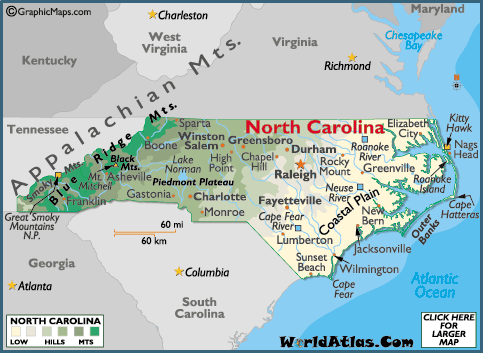 ©GraphicMaps.com
Charleston
Maryland
West
Virginia
Virginia
Chesapeake
Bay
Kentucky
Richmond
Appalachian Mts.
Tennessee
Blue Ridge Mts.
Sparta
North Carolina
Elizabeth
City
Kitty
Hawk
Boone
Winston
Salem
Greensboro
Durham
Roanoke
River
Nags
Head
Black
Mts.
Lake
Norman
High
Point
Chapel
Hill
Raleigh
Rocky
Mount
Greenville
Roanoke
Island
Smoky Mts.
Mt.
Mitchell
Asheville
Piedmont Plateau
Neuse
River
Coastal Plain
Cape
Hatteras
Franklin
Gastonia
Charlotte
Fayetteville
New
Bern
Outer
Banks
Great Smoky
Mountains
N.P.
Monroe
Cape Fear
River
60 mi
60 km
Lumberton
Jacksonville
Georgia
Sunset
Beach
Wilmington
Columbia
Cape
Fear
Atlanta
Atlantic
Ocean
South
Carolina
NORTH CAROLINA
LOW HILLS MTS
CLICK HERE
FOR
LARGER
MAP
WorldAtlas.Com